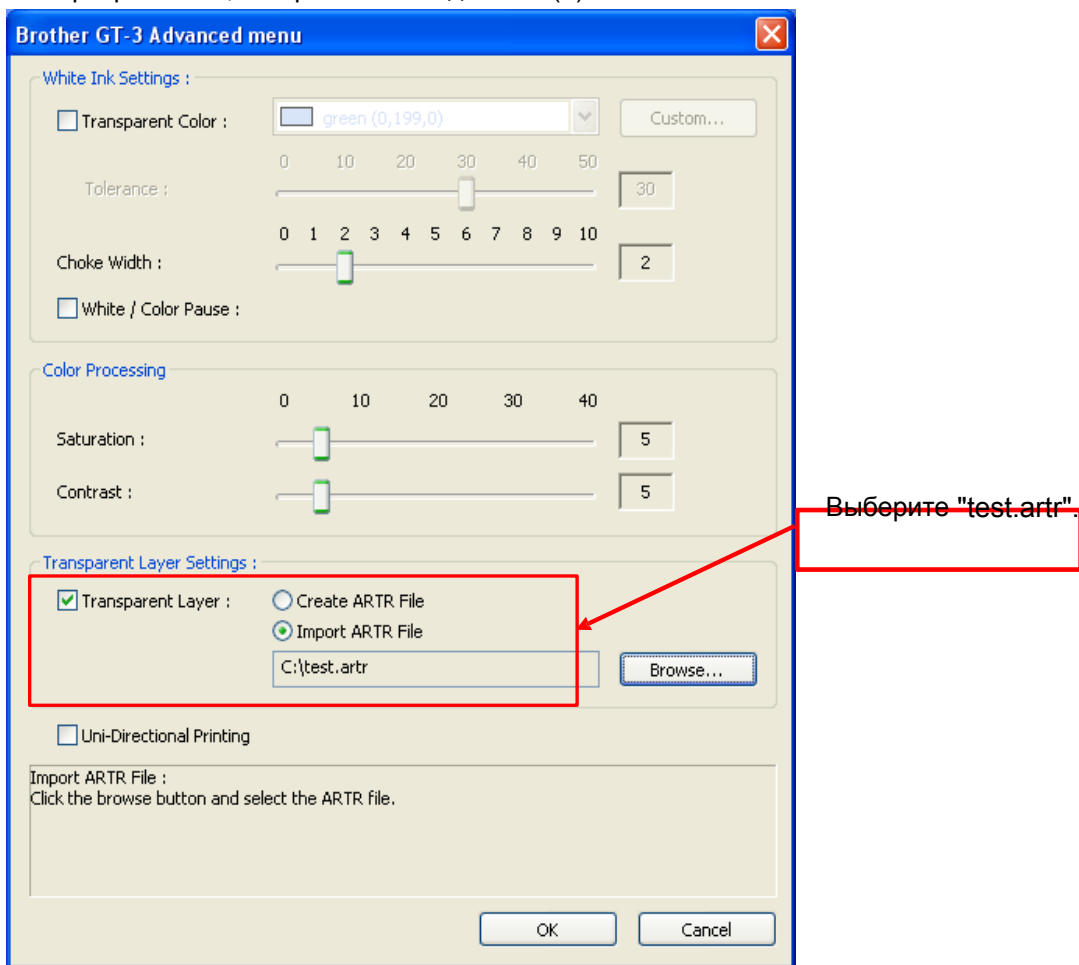 Brother GT-3 Advanced menu
White Ink Settings :
Transparent Color :
green (0,199,0)
Custom...
0 10 20 30 40 50
Tolerance :
30
0 1 2 3 4 5 6 7 8 9 10
Choke Width :
2
White / Color Pause :
Color Processing
0 10 20 30 40
Saturation :
5
Contrast :
5
Выберите "test.artr".
Transparent Layer Settings :
Transparent Layer :
Create ARTR File
Import ARTR File
C:\test.artr
Browse...
Uni-Directional Printing
Import ARTR File :
Click the browse button and select the ARTR file.
OK
Cancel